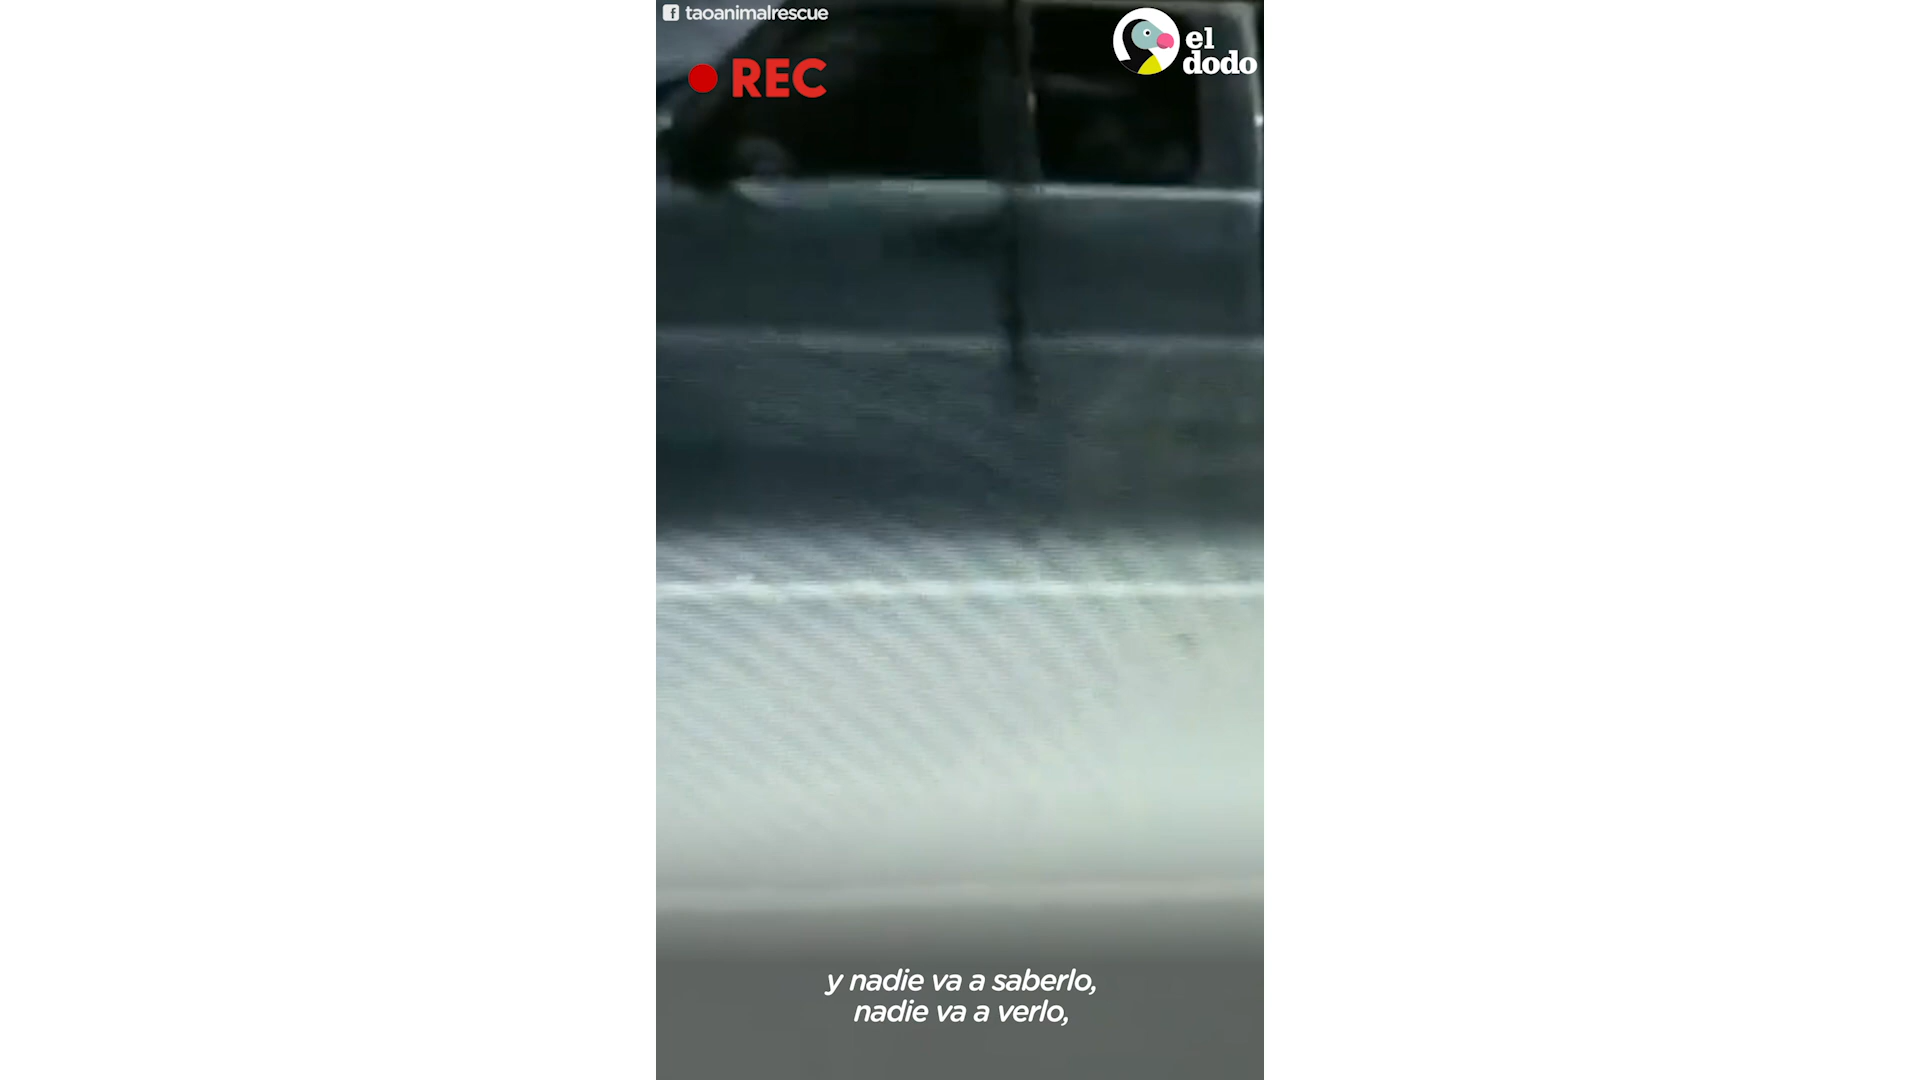 taoanimalrescue
REC
el
dodo
y nadie va a saberlo,
nadie va a verlo,